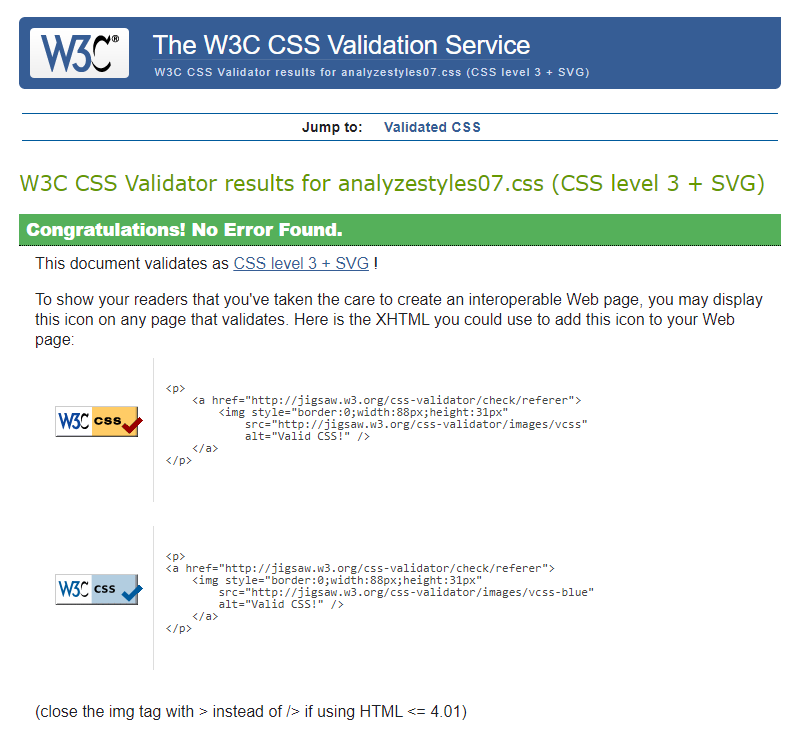 W3C®
The W3C CSS Validation Service
W3C CSS Validator results for analyzestyles07.css (CSS level 3 + SVG)
Jump to: Validated CSS
W3C CSS Validator results for analyzestyles07.css (CSS level 3 + SVG)
Congratulations! No Error Found.
This document validates as CSS level 3 + SVG !
To show your readers that you've taken the care to create an interoperable Web page, you may display
this icon on any page that validates. Here is the XHTML you could use to add this icon to your Web
page:
W3C css
<p>
<a href="http://jigsaw.w3.org/css-validator/check/referer">
<img style="border:0;width:88px;height:31px"
src="http://jigsaw.w3.org/css-validator/images/vcss"
alt="Valid CSS!" />
</a>
</p>
W3C css
<p>
<a href="http://jigsaw.w3.org/css-validator/check/referer">
<img style="border:0;width:88px;height:31px"
src="http://jigsaw.w3.org/css-validator/images/vcss-blue"
alt="Valid CSS!" />
</a>
</p>
(close the img tag with > instead of /> if using HTML <= 4.01)